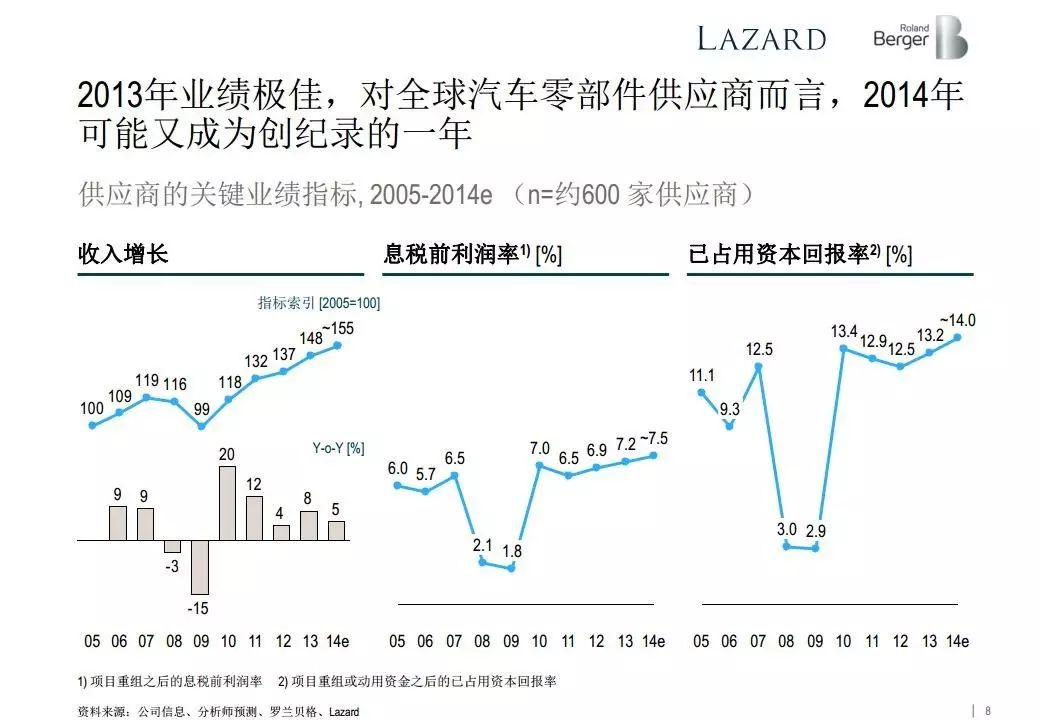 LAZARD
Roland
Berger
2013年业绩极佳，对全球汽车零部件供应商而言，2014年
可能又成为创纪录的一年
供应商的关键业绩指标, 2005-2014e （n=约600 家供应商）
收入增长
指标索引 [2005=100]
100 109 119 116 99 118 132 137 148 ~155
Y-o-Y [%]
9 9 -3 -15 20 12 4 8 5
05 06 07 08 09 10 11 12 13 14e
息税前利润率1) [%]
6.0 5.7 6.5 2.1 1.8 7.0 6.5 6.9 7.2 ~7.5
05 06 07 08 09 10 11 12 13 14e
已占用资本回报率2) [%]
11.1 9.3 12.5 3.0 2.9 13.4 12.9 12.5 13.2 ~14.0
05 06 07 08 09 10 11 12 13 14e
1) 项目重组之后的息税前利润率 2) 项目重组或动用资金之后的已占用资本回报率
资料来源：公司信息、分析师预测、罗兰贝格、Lazard
8